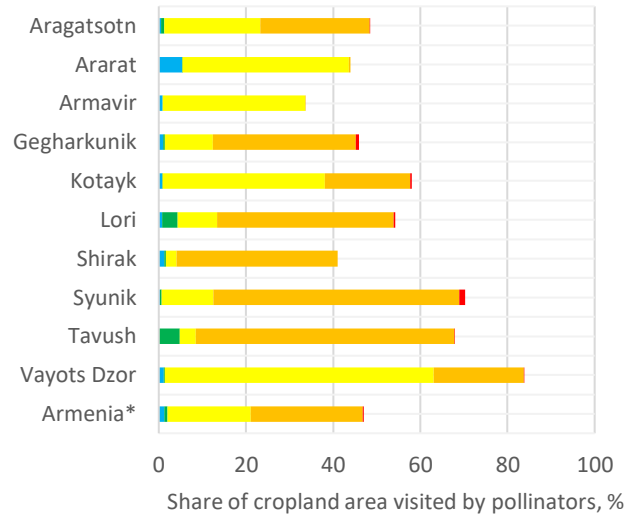 Aragatsotn
Ararat
Armavir
Gegharkunik
Kotayk
Lori
Shirak
Syunik
Tavush
Vayots Dzor
Armenia*
0 20 40 60 80 100
Share of cropland area visited by pollinators, %